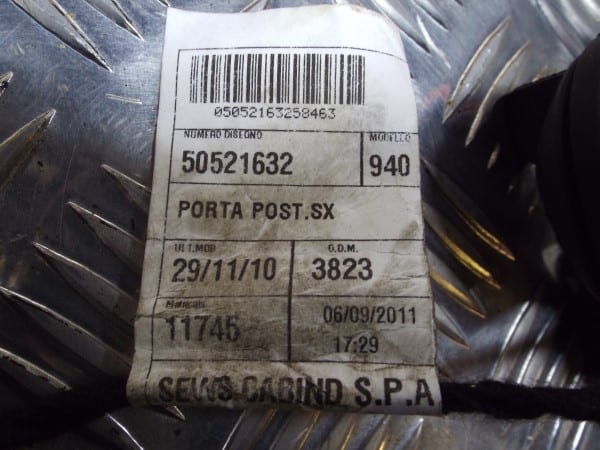 05052163258463
NUMERO DISEGNO MODELLO
50521632 940
PORTA POST.SX
ULT.MOD O.D.M.
29/11/10 3823
06/09/2011
11745 17:29
SEWS-CABIND S.P.A